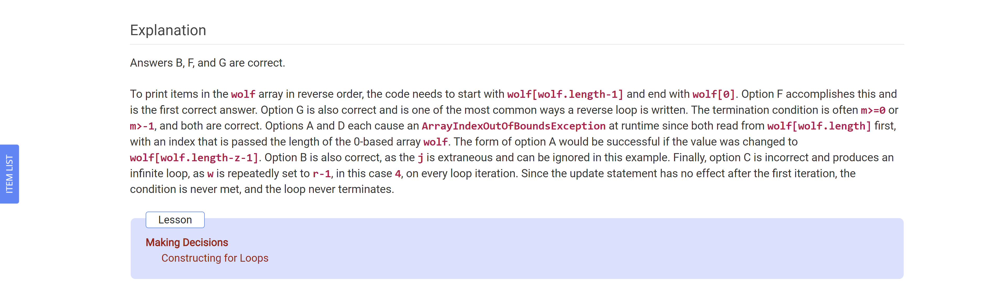 Explanation
Answers B, F, and G are correct.
To print items in the wolf array in reverse order, the code needs to start with wolf[wolf.length-1] and end with wolf[0]. Option F accomplishes this and
is the first correct answer. Option G is also correct and is one of the most common ways a reverse loop is written. The termination condition is often m>=0 or
m>-1, and both are correct. Options A and D each cause an ArrayIndexOutOfBoundsException at runtime since both read from wolf[wolf.length] first,
with an index that is passed the length of the 0-based array wolf. The form of option A would be successful if the value was changed to
wolf[wolf.length-z-1]. Option B is also correct, as the j is extraneous and can be ignored in this example. Finally, option C is incorrect and produces an
infinite loop, as w is repeatedly set to r-1, in this case 4, on every loop iteration. Since the update statement has no effect after the first iteration, the
condition is never met, and the loop never terminates.
ITEM LIST
Lesson
Making Decisions
Constructing for Loops